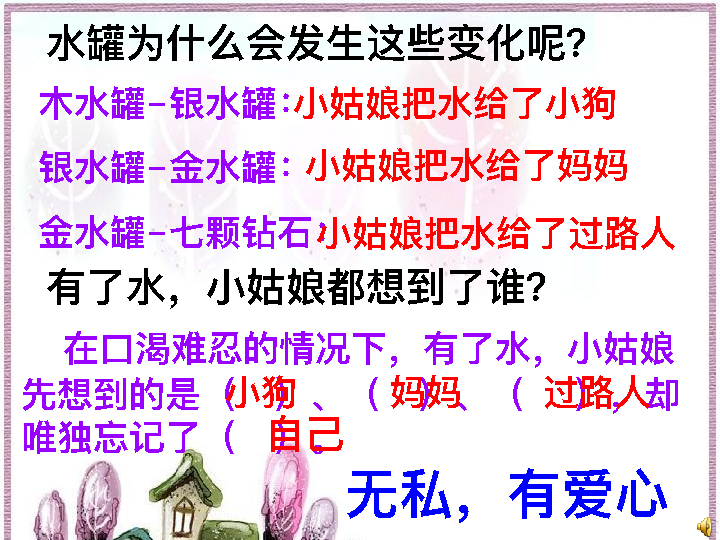 水罐为什么会发生这些变化呢?
木水罐-银水罐:小姑娘把水给了小狗
银水罐-金水罐:小姑娘把水给了妈妈
金水罐-七颗钻石:小姑娘把水给了过路人
有了水，小姑娘都想到了谁?
在口渴难忍的情况下，有了水，小姑娘
先想到的是（小狗）、（妈妈）、（过路人），却
唯独忘记了（自己）。
无私，有爱心